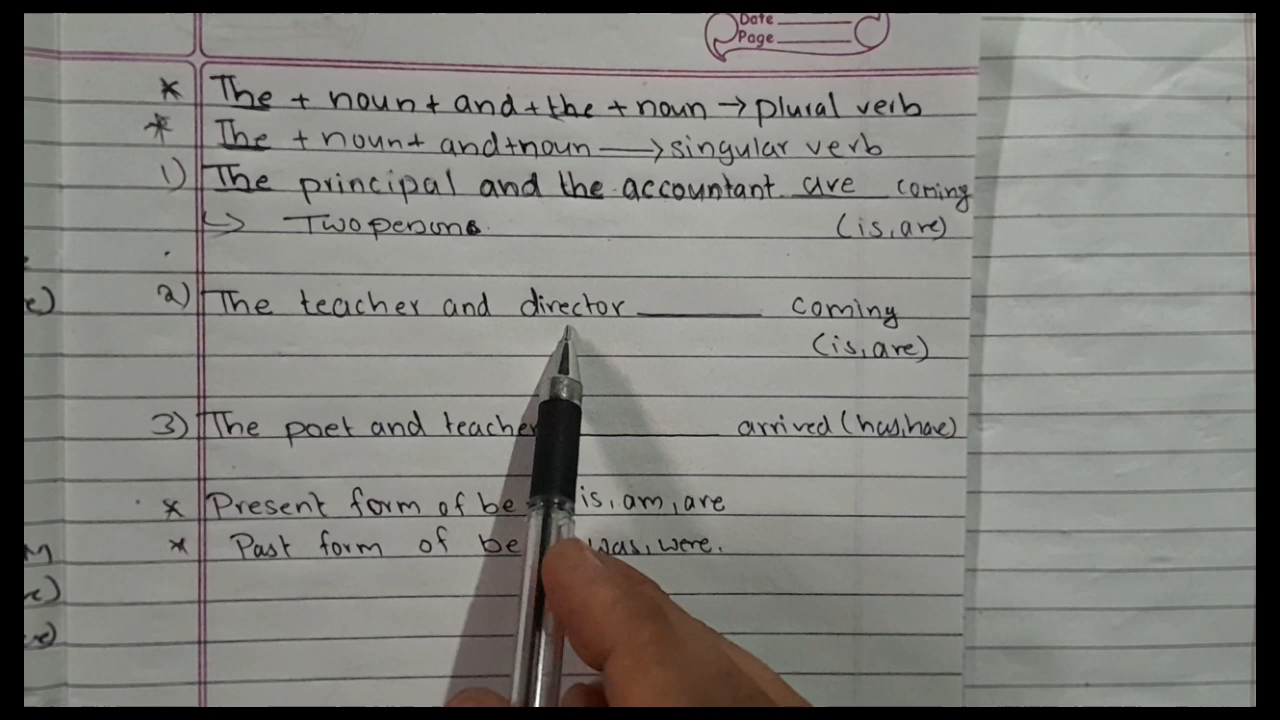 Date
Page
* The + noun + and + the + noun → plural verb
* The + noun + and + noun → singular verb
1) The principal and the accountant are coming
↳ Two persons. (is, are)
e) 2) The teacher and director ______ coming
(is, are)
3) The poet and teacher ______ arrived (has, have)
* Present form of be is, am, are
* Past form of be was, were.